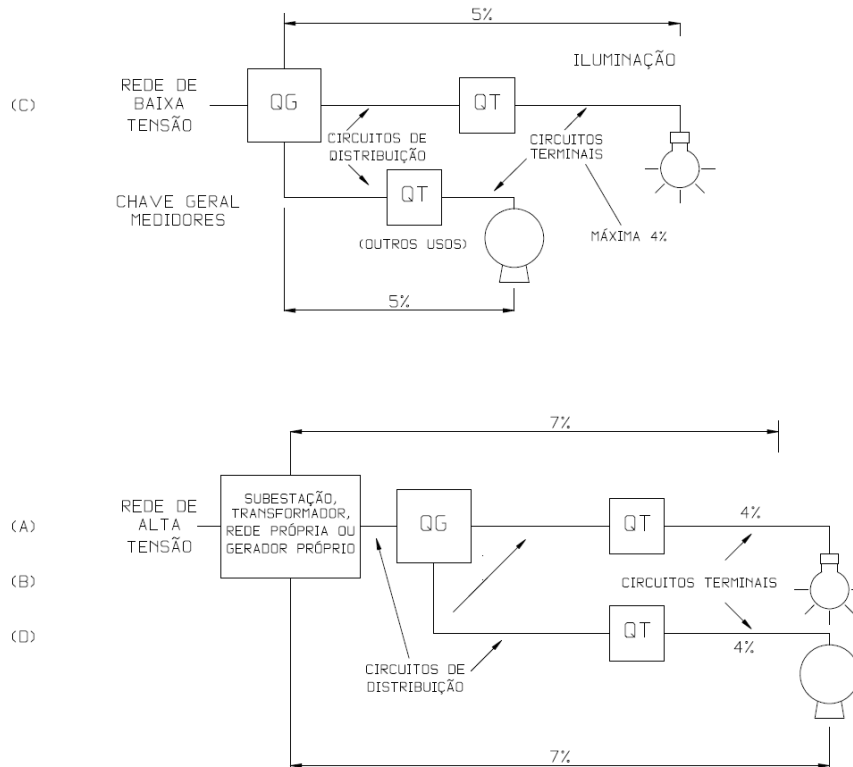 5%
ILUMINAÇÃO
(C)
REDE DE
BAIXA
TENSÃO
QG
QT
CIRCUITOS DE
DISTRIBUIÇÃO
CIRCUITOS
TERMINAIS
CHAVE GERAL
MEDIDORES
QT
(OUTROS USOS)
MÁXIMA 4%
5%
7%
(A)
(B)
(D)
REDE DE
ALTA
TENSÃO
SUBESTAÇÃO,
TRANSFORMADOR,
REDE PRÓPRIA OU
GERADOR PRÓPRIO
QG
QT
4%
CIRCUITOS TERMINAIS
QT
4%
CIRCUITOS DE
DISTRIBUIÇÃO
7%